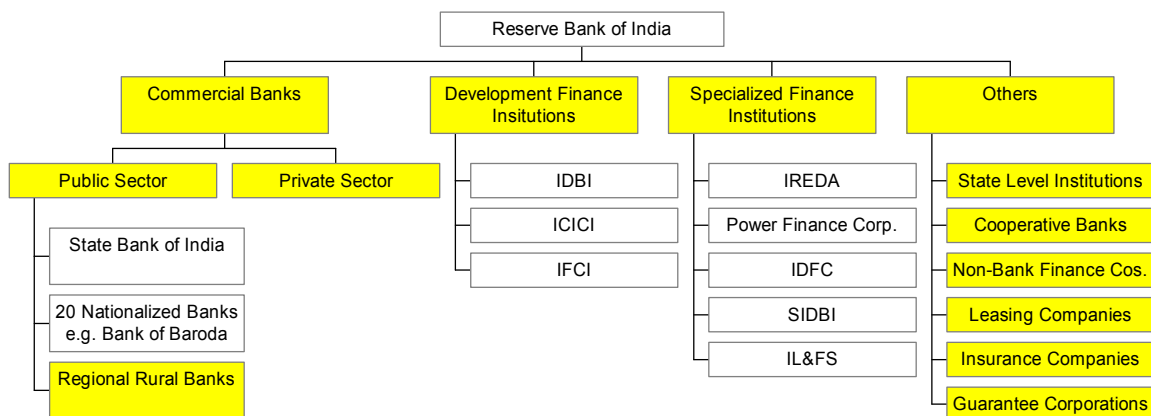 Reserve Bank of India
Commercial Banks
Development Finance
Insitutions
Specialized Finance
Institutions
Others
Public Sector
Private Sector
State Bank of India
20 Nationalized Banks
e.g. Bank of Baroda
Regional Rural Banks
IDBI
ICICI
IFCI
IREDA
Power Finance Corp.
IDFC
SIDBI
IL&FS
State Level Institutions
Cooperative Banks
Non-Bank Finance Cos.
Leasing Companies
Insurance Companies
Guarantee Corporations